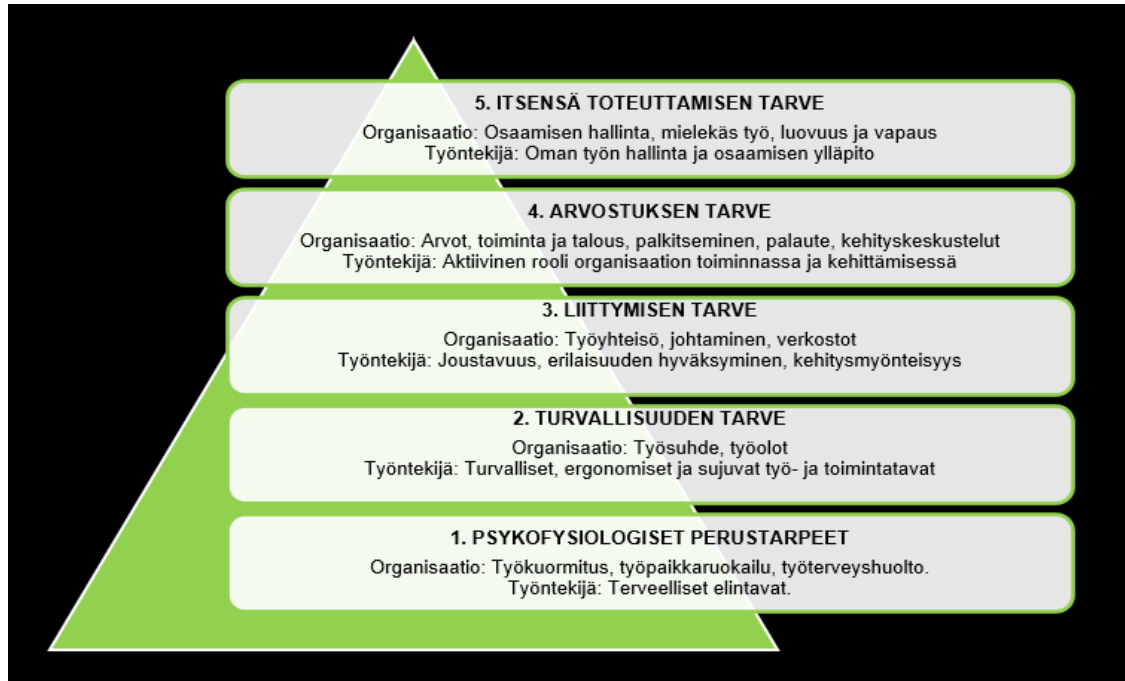 5. ITSENSÄ TOTEUTTAMISEN TARVE
Organisaatio: Osaamisen hallinta, mielekäs työ, luovuus ja vapaus
Työntekijä: Oman työn hallinta ja osaamisen ylläpito
4. ARVOSTUKSEN TARVE
Organisaatio: Arvot, toiminta ja talous, palkitseminen, palaute, kehityskeskustelut
Työntekijä: Aktiivinen rooli organisaation toiminnassa ja kehittämisessä
3. LIITTYMISEN TARVE
Organisaatio: Työyhteisö, johtaminen, verkostot
Työntekijä: Joustavuus, erilaisuuden hyväksyminen, kehitysmyönteisyys
2. TURVALLISUUDEN TARVE
Organisaatio: Työsuhde, työolot
Työntekijä: Turvalliset, ergonomiset ja sujuvat työ- ja toimintatavat
1. PSYKOFYSIOLOGISET PERUSTARPEET
Organisaatio: Työkuormitus, työpaikkaruokailu, työterveyshuolto.
Työntekijä: Terveelliset elintavat.